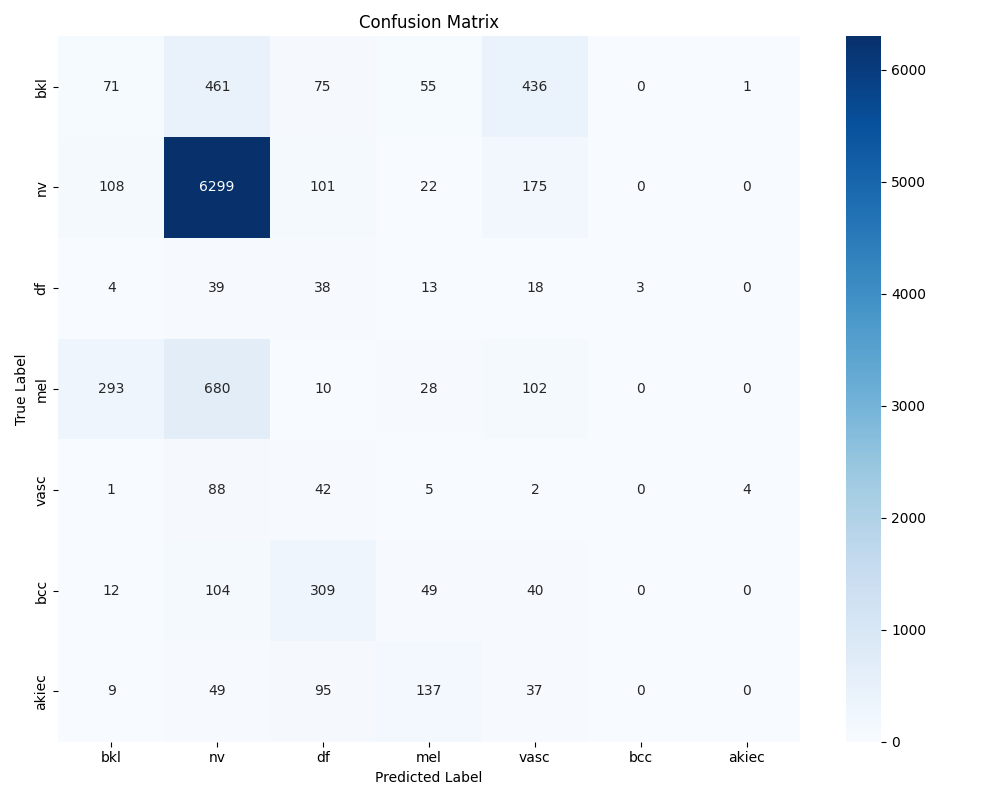 Confusion Matrix
bkl 71 461 75 55 436 0 1
nv 108 6299 101 22 175 0 0
df 4 39 38 13 18 3 0
mel 293 680 10 28 102 0 0
vasc 1 88 42 5 2 0 4
bcc 12 104 309 49 40 0 0
akiec 9 49 95 137 37 0 0
bkl nv df mel vasc bcc akiec
True Label
Predicted Label
6000
5000
4000
3000
2000
1000
0